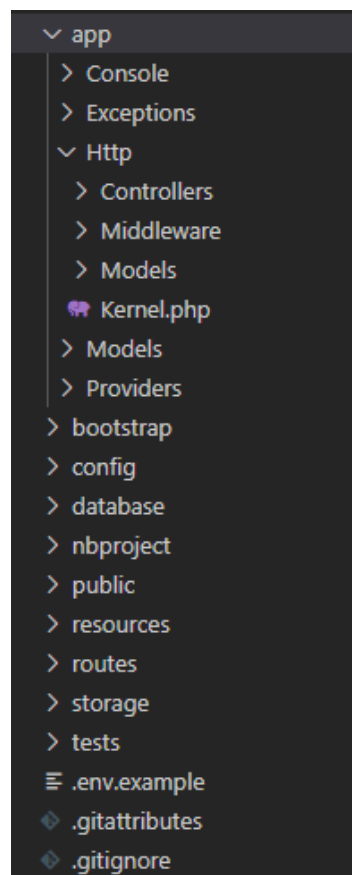 app
Console
Exceptions
Http
Controllers
Middleware
Models
Kernel.php
Models
Providers
bootstrap
config
database
nbproject
public
resources
routes
storage
tests
.env.example
.gitattributes
.gitignore